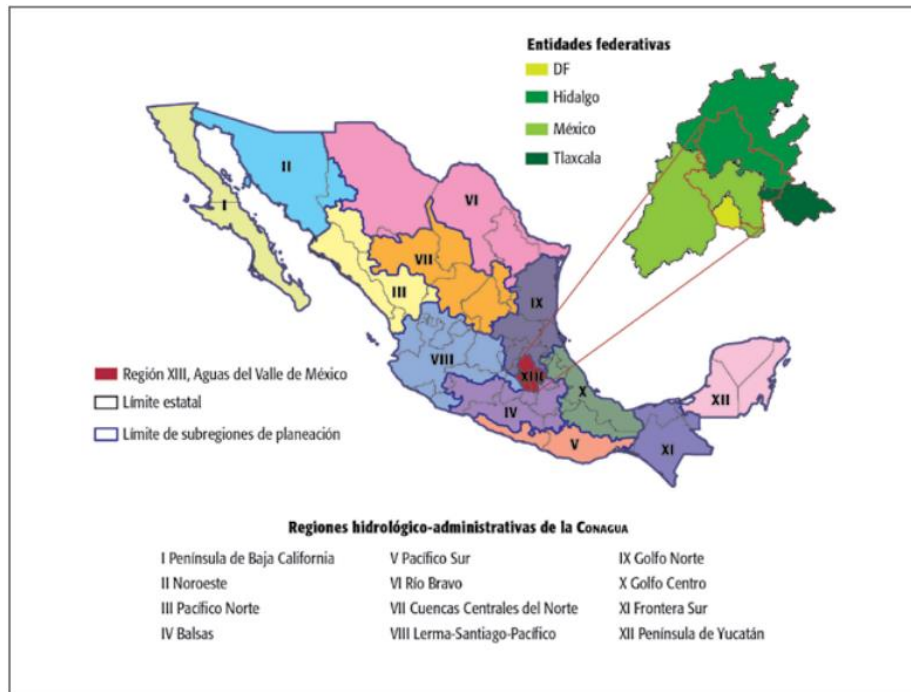 Entidades federativas
DF
Hidalgo
México
Tlaxcala
II
I
VI
VII
III
IX
VIII
XIII
X
XII
IV
V
XI
Región XIII, Aguas del Valle de México
Límite estatal
Límite de subregiones de planeación
Regiones hidrológico-administrativas de la CONAGUA
I Península de Baja California
II Noroeste
III Pacífico Norte
IV Balsas
V Pacífico Sur
VI Río Bravo
VII Cuencas Centrales del Norte
VIII Lerma-Santiago-Pacífico
IX Golfo Norte
X Golfo Centro
XI Frontera Sur
XII Península de Yucatán